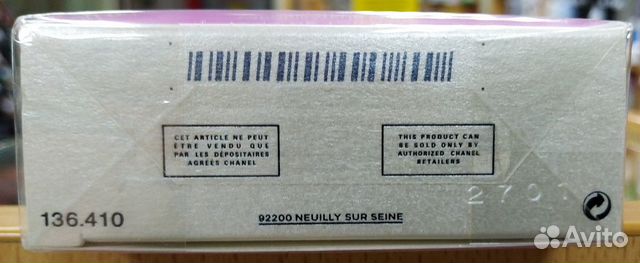 CET ARTICLE NE PEUT
ÊTRE VENDU QUE
PAR LES DÉPOSITAIRES
AGRÉÉS CHANEL
THIS PRODUCT CAN
BE SOLD ONLY BY
AUTHORIZED CHANEL
RETAILERS
136.410
92200 NEUILLY SUR SEINE
Avito